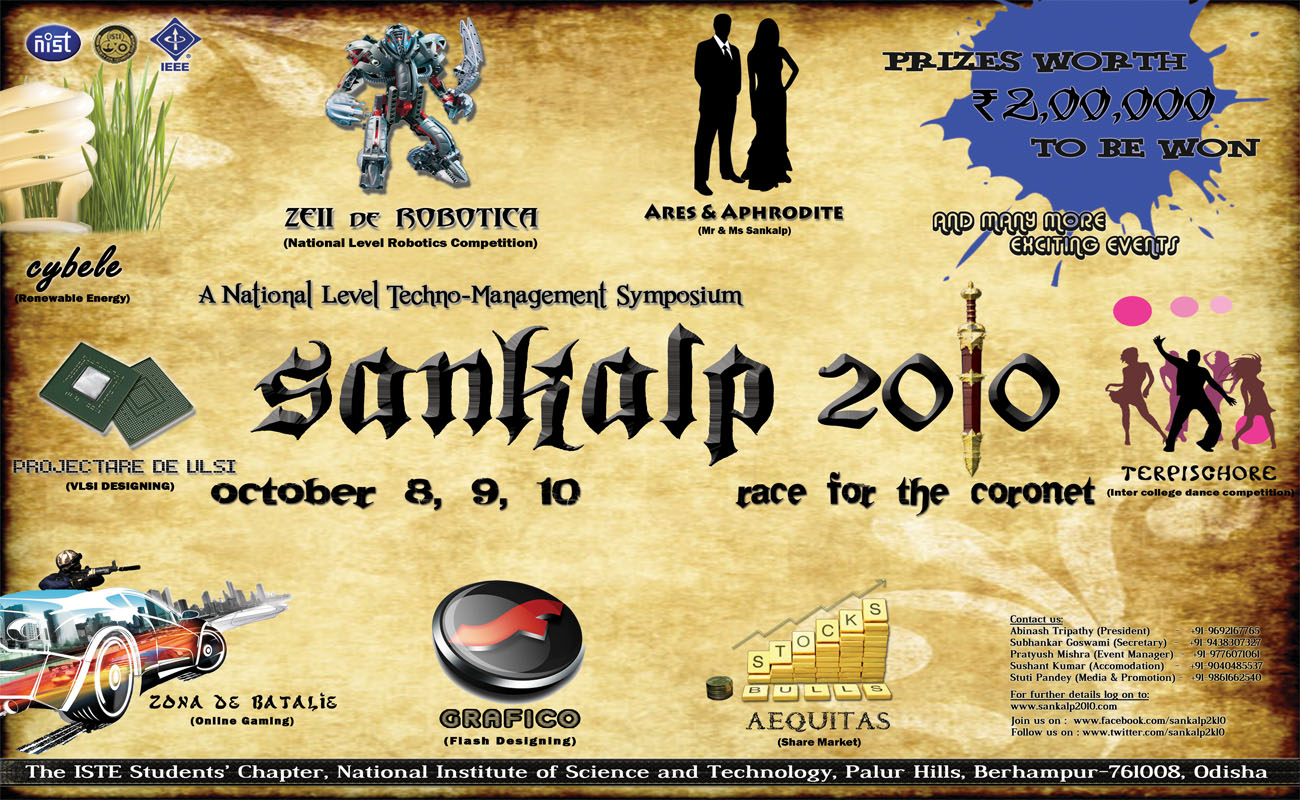 nist
ISTE
IEEE
PRIZES WORTH
₹ 2,00,000
TO BE WON
AND MANY MORE
EXCITING EVENTS
ZEII DE ROBOTICA
(National Level Robotics Competition)
ARES & APHRODITE
(Mr & Ms Sankalp)
cybele
(Renewable Energy)
A National Level Techno-Management Symposium
sankalp 2010
PROJECTARE DE VLSI
(VLSI DESIGNING)
october 8, 9, 10
race for the coronet
TERPISCHORE
(Inter college dance competition)
ZONA DE BATALIE
(Online Gaming)
GRAFICO
(Flash Designing)
STOCKS
BULLS
AEQUITAS
(Share Market)
Contact us:
Abinash Tripathy (President) +91-9692167765
Subhankar Goswami (Secretary) - +91-9438307327
Pratyush Mishra (Event Manager) - +91-9776071061
Sushant Kumar (Accomodation) - +91-9040485537
Stuti Pandey (Media & Promotion) - +91-9861662540
For further details log on to:
www.sankalp2010.com
Join us on : www.facebook.com/sankalp2k10
Follow us on : www.twitter.com/sankalp2k10
The ISTE Students' Chapter, National Institute of Science and Technology, Palur Hills, Berhampur-761008, Odisha